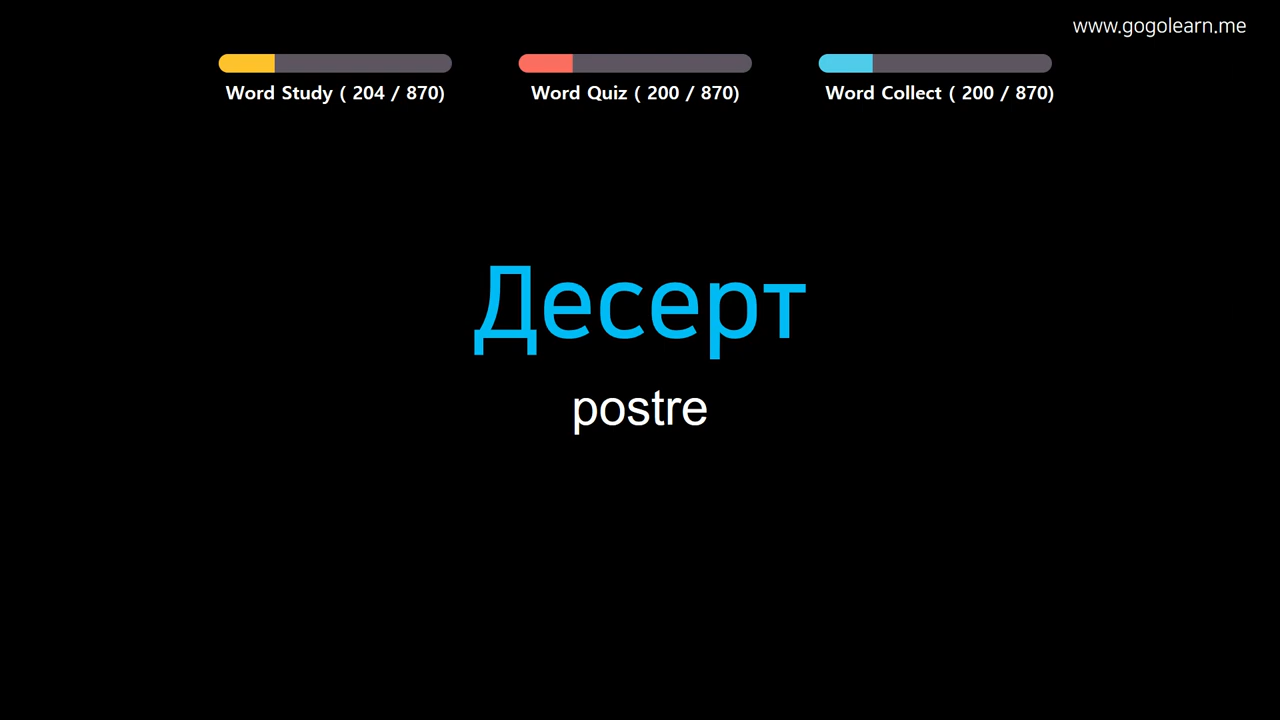 www.gogolearn.me
Word Study ( 204 / 870)
Word Quiz ( 200 / 870)
Word Collect ( 200 / 870)
Десерт
postre